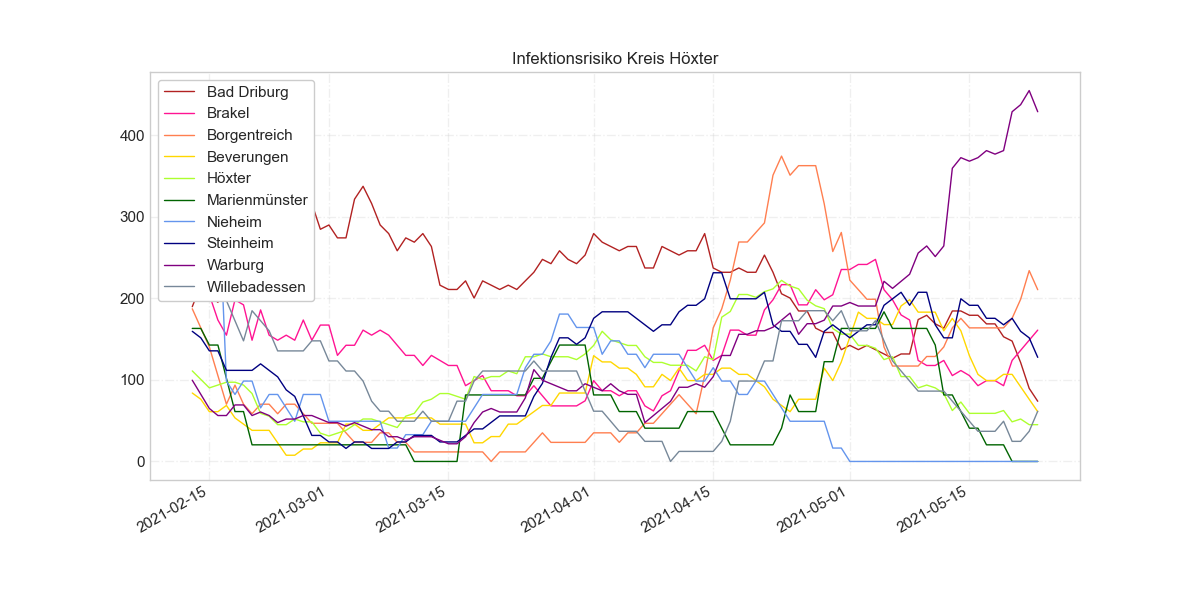 Infektionsrisiko Kreis Höxter
Bad Driburg
Brakel
Borgentreich
Beverungen
Höxter
Marienmünster
Nieheim
Steinheim
Warburg
Willebadessen
400
300
200
100
0
2021-02-15
2021-03-01
2021-03-15
2021-04-01
2021-04-15
2021-05-01
2021-05-15